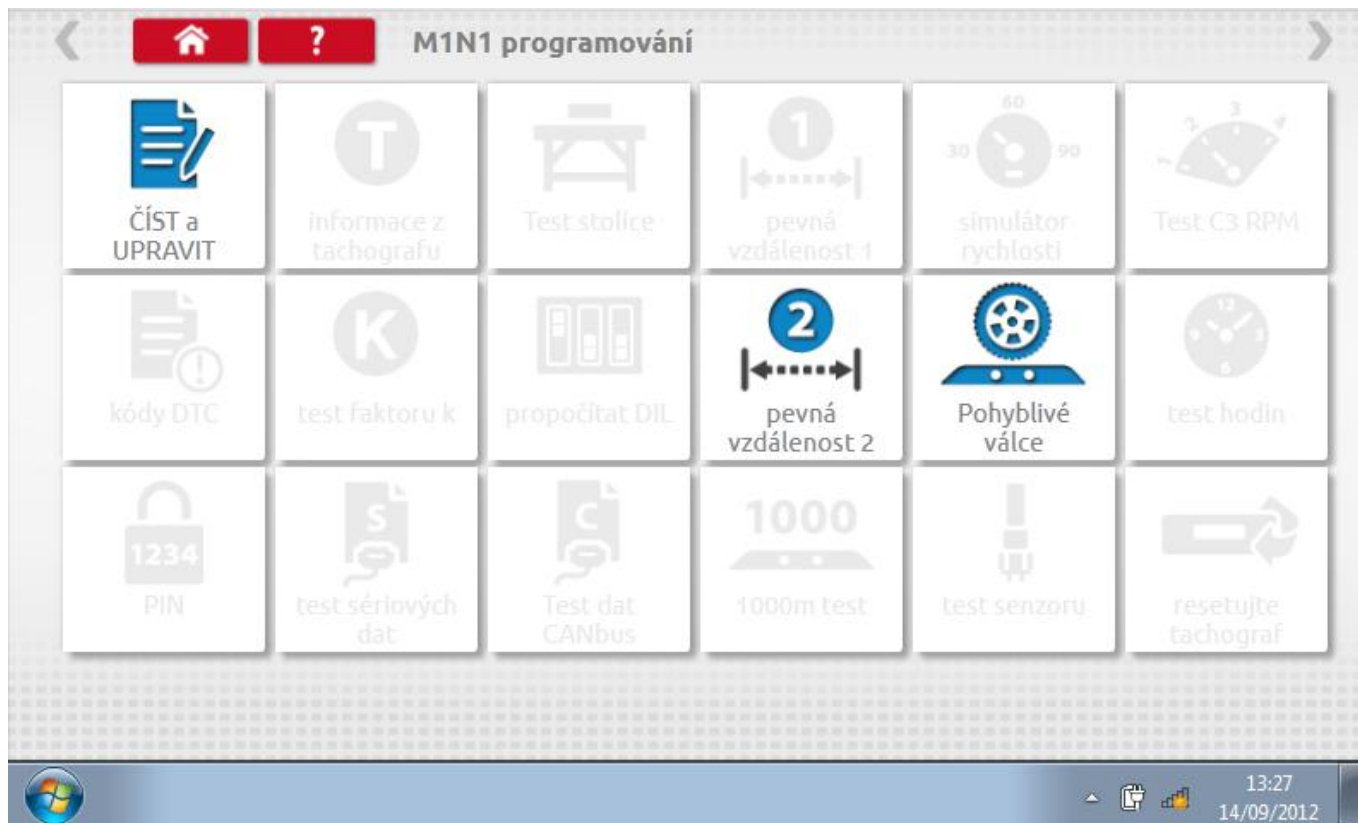 ? M1N1 programování
ČÍST a
UPRAVIT
T
informace z
tachografu
Test stolice
1
pevná
vzdálenost 1
60
30 90
simulátor
rychlosti
1 2 3 4
Test C3 RPM
kódy DTC
K
test faktoru k
propočítat DIL
2
pevná
vzdálenost 2
Pohyblivé
válce
12
9 3
6
test hodin
1234
PIN
S
test sériových
dat
C
Test dat
CANbus
1000
1000m test
test senzoru
resetujte
tachograf
13:27
14/09/2012